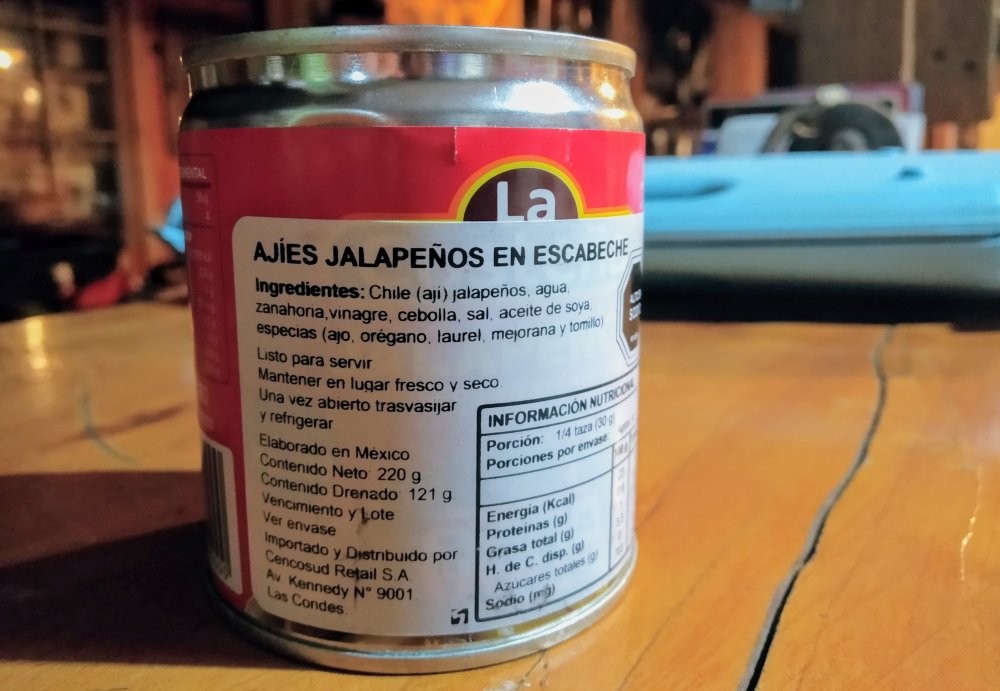 La
AJÍES JALAPEÑOS EN ESCABECHE
Ingredientes: Chile (aji) jalapeños, agua,
zanahoria,vinagre, cebolla, sal, aceite de soya,
especias (ajo, orégano, laurel, mejorana y tomillo)
Listo para servir
Mantener en lugar fresco y seco
Una vez abierto trasvasijar
y refrigerar
Elaborado en México
Contenido Neto: 220 g
Contenido Drenado: 121 g
Vencimiento y Lote
Ver envase
Importado y Distribuido por
Cencosud Retail S.A.
Av. Kennedy N° 9001
Las Condes.
INFORMACIÓN NUTRICIONAL
Porción: 1/4 taza (30 g)
Porciones por envase:
100 g
Energía (Kcal)
Proteinas (g)
Grasa total (g)
H. de C. disp. (g)
Azúcares totales (g)
Sodio (mg)